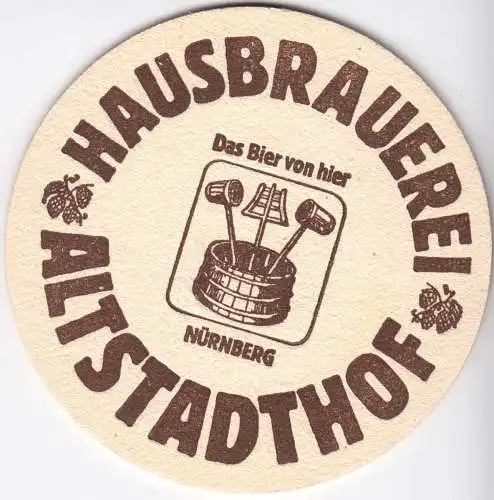 HAUSBRAUEREI
Das Bier von hier
NÜRNBERG
ALTSTADTHOF